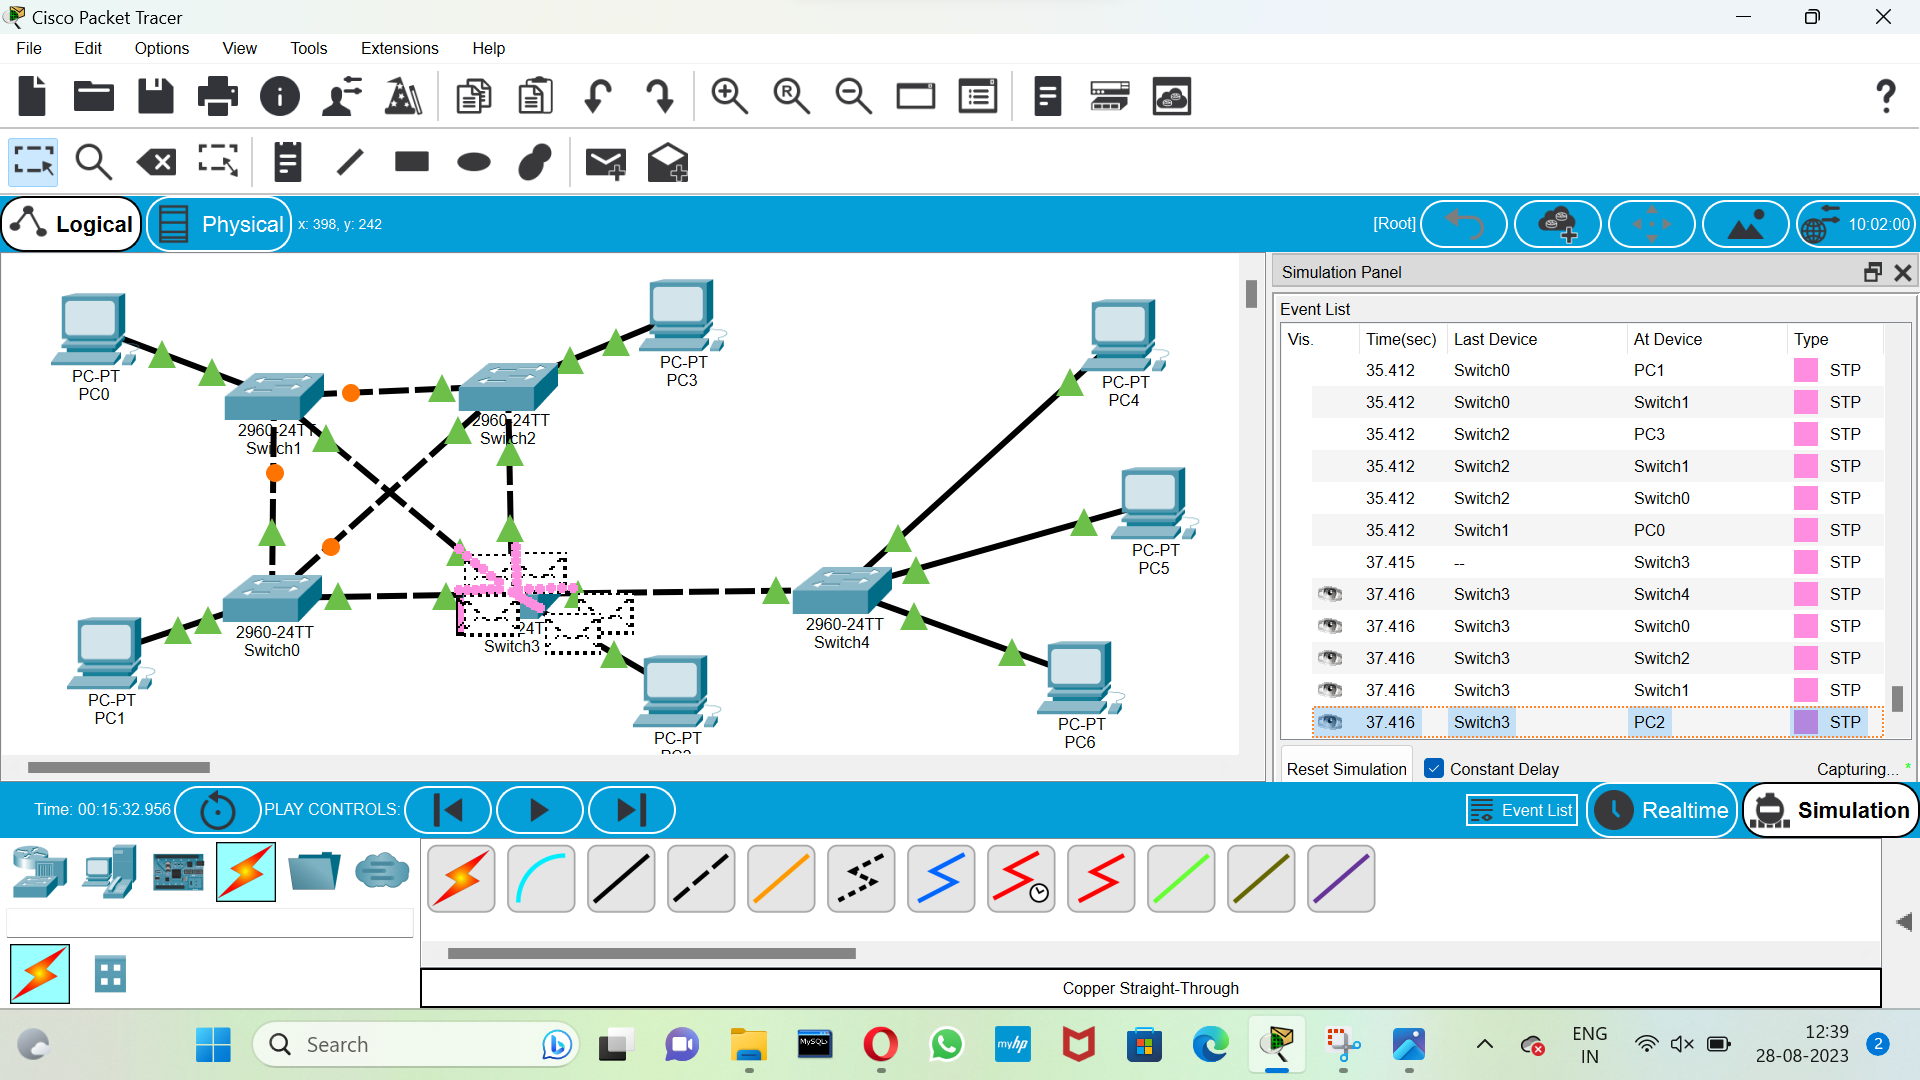 Cisco Packet Tracer
File Edit Options View Tools Extensions Help
Logical Physical x: 398, y: 242 [Root] 10:02:00
PC-PT
PC0
2960-24TT
Switch1
2960-24TT
Switch2
PC-PT
PC3
PC-PT
PC4
PC-PT
PC5
2960-24TT
Switch0
PC-PT
PC1
24T
Switch3
PC-PT
2960-24TT
Switch4
PC-PT
PC6
Simulation Panel
Event List
Vis. Time(sec) Last Device At Device Type
35.412 Switch0 PC1 STP
35.412 Switch0 Switch1 STP
35.412 Switch2 PC3 STP
35.412 Switch2 Switch1 STP
35.412 Switch2 Switch0 STP
35.412 Switch1 PC0 STP
37.415 -- Switch3 STP
37.416 Switch3 Switch4 STP
37.416 Switch3 Switch0 STP
37.416 Switch3 Switch2 STP
37.416 Switch3 Switch1 STP
37.416 Switch3 PC2 STP
Reset Simulation Constant Delay Capturing... *
Time: 00:15:32.956 PLAY CONTROLS: Event List Realtime Simulation
Copper Straight-Through
Search
MySQL
myhp
ENG
IN
12:39
28-08-2023
2